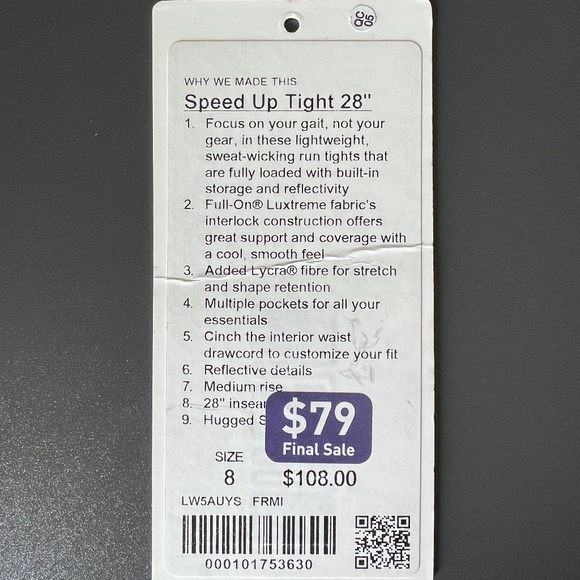 QC
05
WHY WE MADE THIS
Speed Up Tight 28"
1. Focus on your gait, not your
gear, in these lightweight,
sweat-wicking run tights that
are fully loaded with built-in
storage and reflectivity
2. Full-On® Luxtreme fabric's
interlock construction offers
great support and coverage with
a cool, smooth feel
3. Added Lycra® fibre for stretch
and shape retention
4. Multiple pockets for all your
essentials
5. Cinch the interior waist
drawcord to customize your fit
6. Reflective details
7. Medium rise
8. 28"
9. Hugged
$79
Final Sale
SIZE
8 $108.00
LW5AUYS FRMI
000101753630